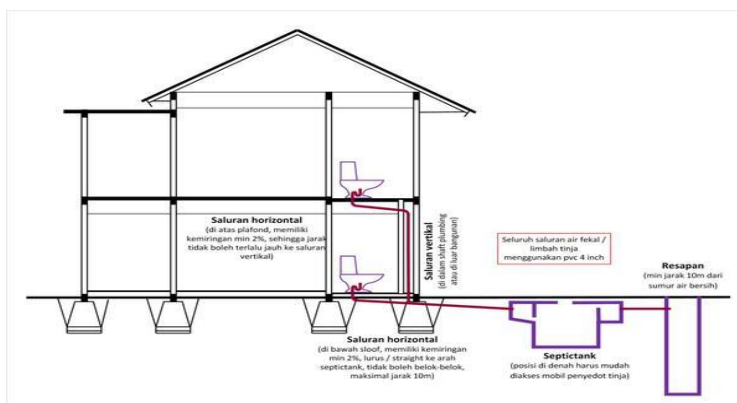 Saluran horizontal
(di atas plafond, memiliki
kemiringan min 2%, sehingga jarak
tidak boleh terlalu jauh ke saluran
vertikal)
Saluran vertikal
(di dalam shaft plumbing
atau di luar bangunan)
Seluruh saluran air fekal /
limbah tinja
menggunakan pvc 4 inch
Resapan
(min jarak 10m dari
sumur air bersih)
Saluran horizontal
(di bawah sloof, memiliki kemiringan
min 2%, lurus / straight ke arah
septictank, tidak boleh belok-belok,
maksimal jarak 10m)
Septictank
(posisi di denah harus mudah
diakses mobil penyedot tinja)